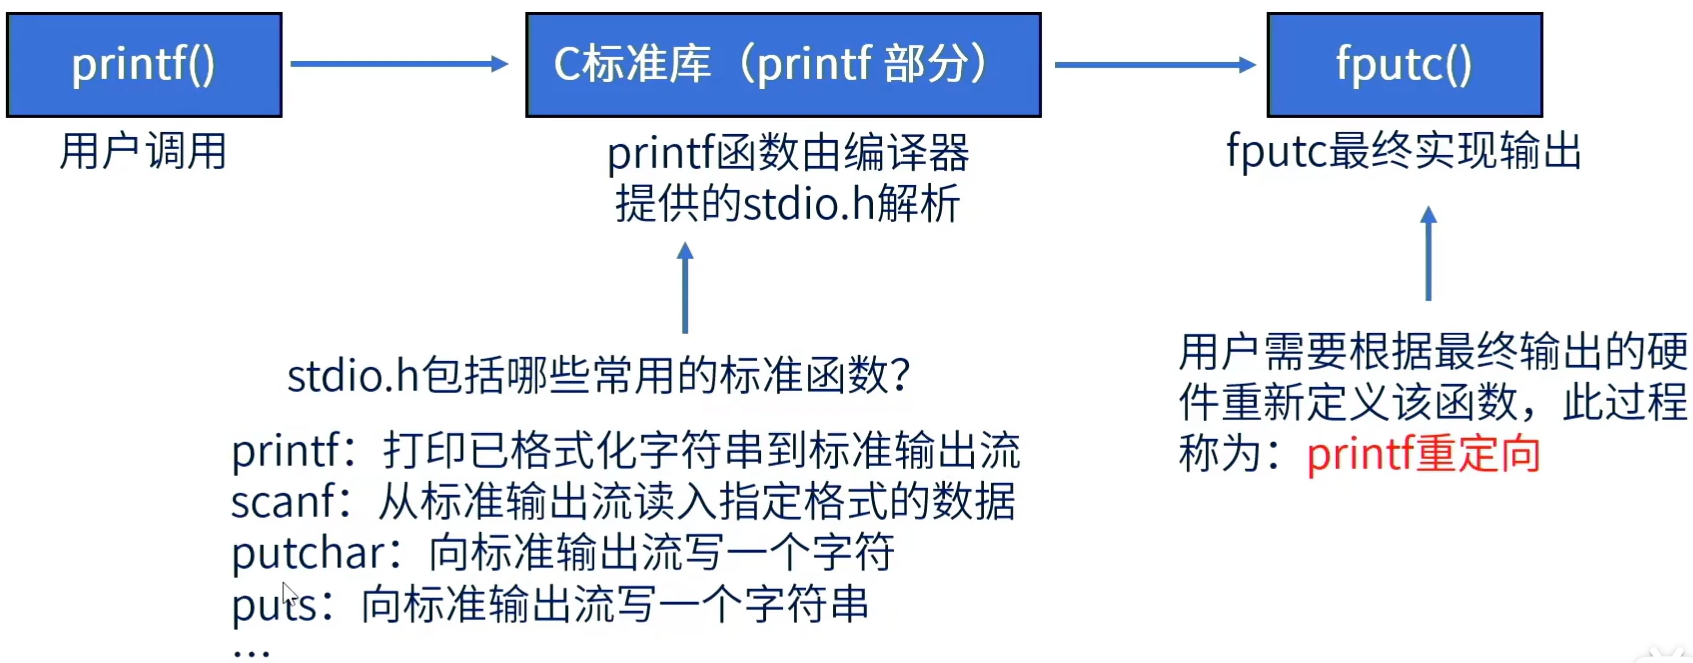 printf()
C标准库（printf 部分）
fputc()
用户调用
printf函数由编译器
提供的stdio.h解析
fputc最终实现输出
stdio.h包括哪些常用的标准函数？
printf：打印已格式化字符串到标准输出流
scanf：从标准输出流读入指定格式的数据
putchar：向标准输出流写一个字符
puts：向标准输出流写一个字符串
…
用户需要根据最终输出的硬
件重新定义该函数，此过程
称为：printf重定向